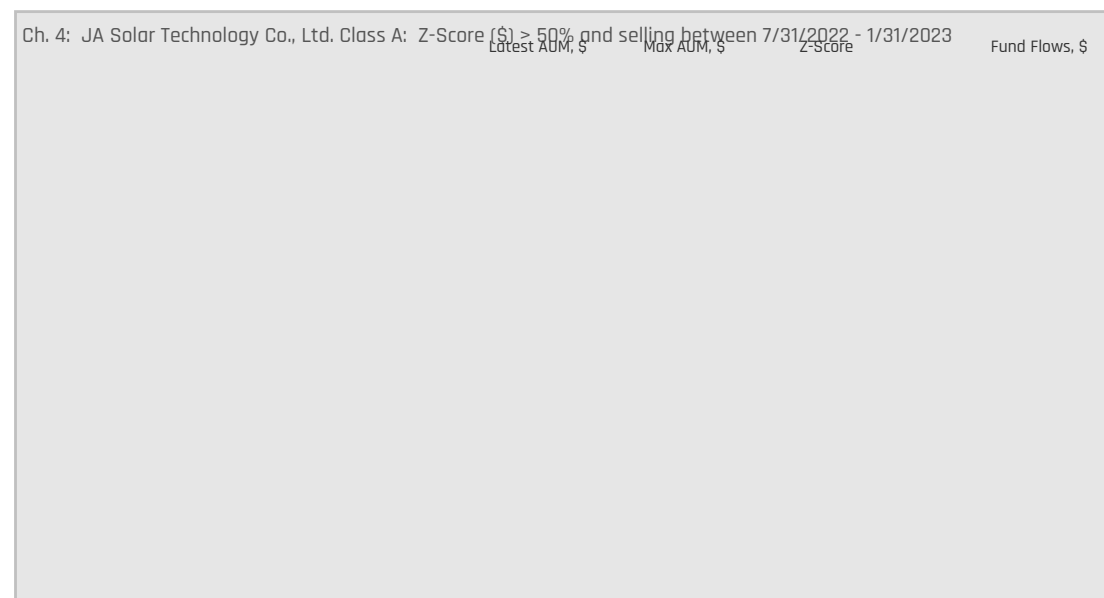 Ch. 4: JA Solar Technology Co., Ltd. Class A: Z-Score ($) > 50% and selling between 7/31/2022 - 1/31/2023
Latest AUM, $ Max AUM, $ Z-Score Fund Flows, $